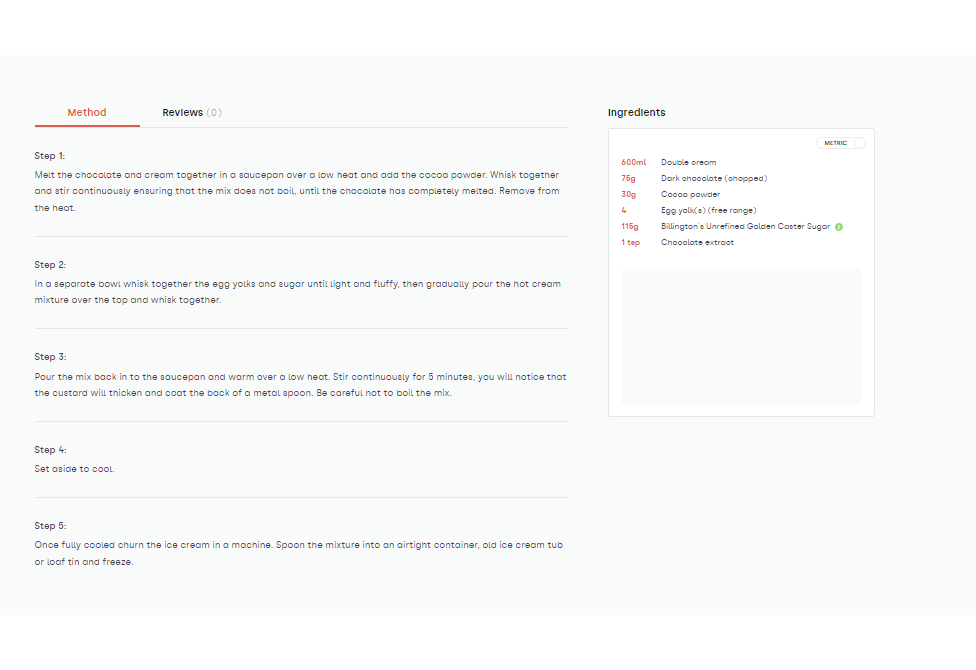 Method Reviews (0)
Step 1:
Melt the chocolate and cream together in a saucepan over a low heat and add the cocoa powder. Whisk together
and stir continuously ensuring that the mix does not boil, until the chocolate has completely melted. Remove from
the heat.
Step 2:
In a separate bowl whisk together the egg yolks and sugar until light and fluffy, then gradually pour the hot cream
mixture over the top and whisk together.
Step 3:
Pour the mix back in to the saucepan and warm over a low heat. Stir continuously for 5 minutes, you will notice that
the custard will thicken and coat the back of a metal spoon. Be careful not to boil the mix.
Step 4:
Set aside to cool.
Step 5:
Once fully cooled churn the ice cream in a machine. Spoon the mixture into an airtight container, old ice cream tub
or loaf tin and freeze.
Ingredients
METRIC
600ml Double cream
75g Dark chocolate (chopped)
30g Cocoa powder
4 Egg yolk(s) (free range)
115g Billington's Unrefined Golden Caster Sugar
1 tsp Chocolate extract